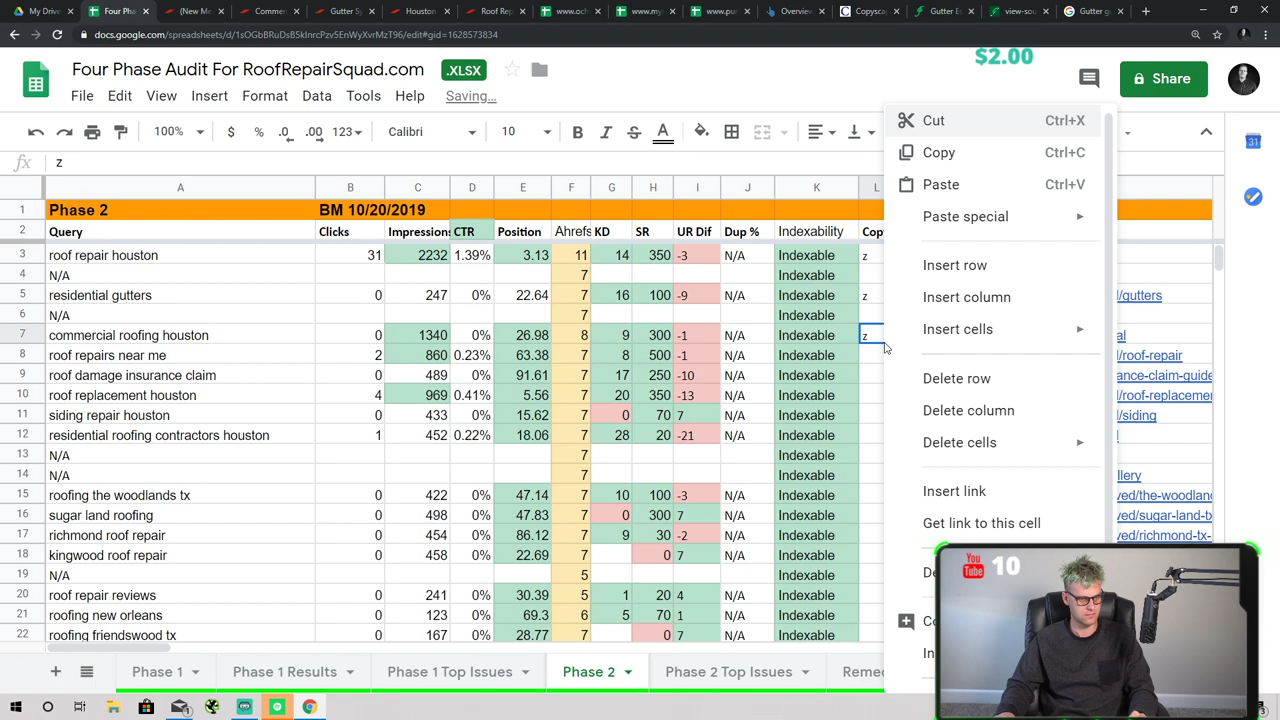 My Drive
Four Phas
(New Me
Commer
Gutter S
Houston
Roof Rep
www.och
www.my
www.pur
Overview
Copyscap
Gutter E
view-sou
Gutter g
docs.google.com/spreadsheets/d/1sOGbBRuDsB5kInrcPzv5EnWyXvrMzT96/edit#gid=1628573834
Four Phase Audit For RoofRepairSquad.com .XLSX
$2.00
Share
File Edit View Insert Format Data Tools Help Saving...
100% $ % .0 .00 123 Calibri 10 B I S A
fx z
A B C D E F G H I J K L
1 Phase 2 BM 10/20/2019
2 Query Clicks Impressions CTR Position Ahrefs KD SR UR Dif Dup % Indexability Cop
3 roof repair houston 31 2232 1.39% 3.13 11 14 350 -3 N/A Indexable z
4 N/A 7 Indexable
5 residential gutters 0 247 0% 22.64 7 16 100 -9 N/A Indexable z /gutters
6 N/A 7 Indexable
7 commercial roofing houston 0 1340 0% 26.98 8 9 300 -1 N/A Indexable z al
8 roof repairs near me 2 860 0.23% 63.38 7 8 500 -1 N/A Indexable /roof-repair
9 roof damage insurance claim 0 489 0% 91.61 7 17 250 -10 N/A Indexable ance-claim-guide
10 roof replacement houston 4 969 0.41% 5.56 7 20 350 -13 N/A Indexable /roof-replacemen
11 siding repair houston 0 433 0% 15.62 7 0 70 7 N/A Indexable /siding
12 residential roofing contractors houston 1 452 0.22% 18.06 7 28 20 -21 N/A Indexable
13 N/A 7 Indexable
14 N/A 7 Indexable llery
15 roofing the woodlands tx 0 422 0% 47.14 7 10 100 -3 N/A Indexable ved/the-woodland
16 sugar land roofing 0 498 0% 47.83 7 0 300 7 N/A Indexable ved/sugar-land-tx
17 richmond roof repair 0 454 0% 86.12 7 9 30 -2 N/A Indexable ved/richmond-tx-
18 kingwood roof repair 0 458 0% 22.69 7 0 7 N/A Indexable
19 N/A 5 Indexable
20 roof repair reviews 0 241 0% 30.39 5 1 20 4 N/A Indexable
21 roofing new orleans 0 123 0% 69.3 6 5 70 1 N/A Indexable
22 roofing friendswood tx 0 167 0% 28.77 7 0 7 N/A Indexable
Cut Ctrl+X
Copy Ctrl+C
Paste Ctrl+V
Paste special
Insert row
Insert column
Insert cells
Delete row
Delete column
Delete cells
Insert link
Get link to this cell
De
Co
In
You Tube 10
Phase 1 Phase 1 Results Phase 1 Top Issues Phase 2 Phase 2 Top Issues Reme